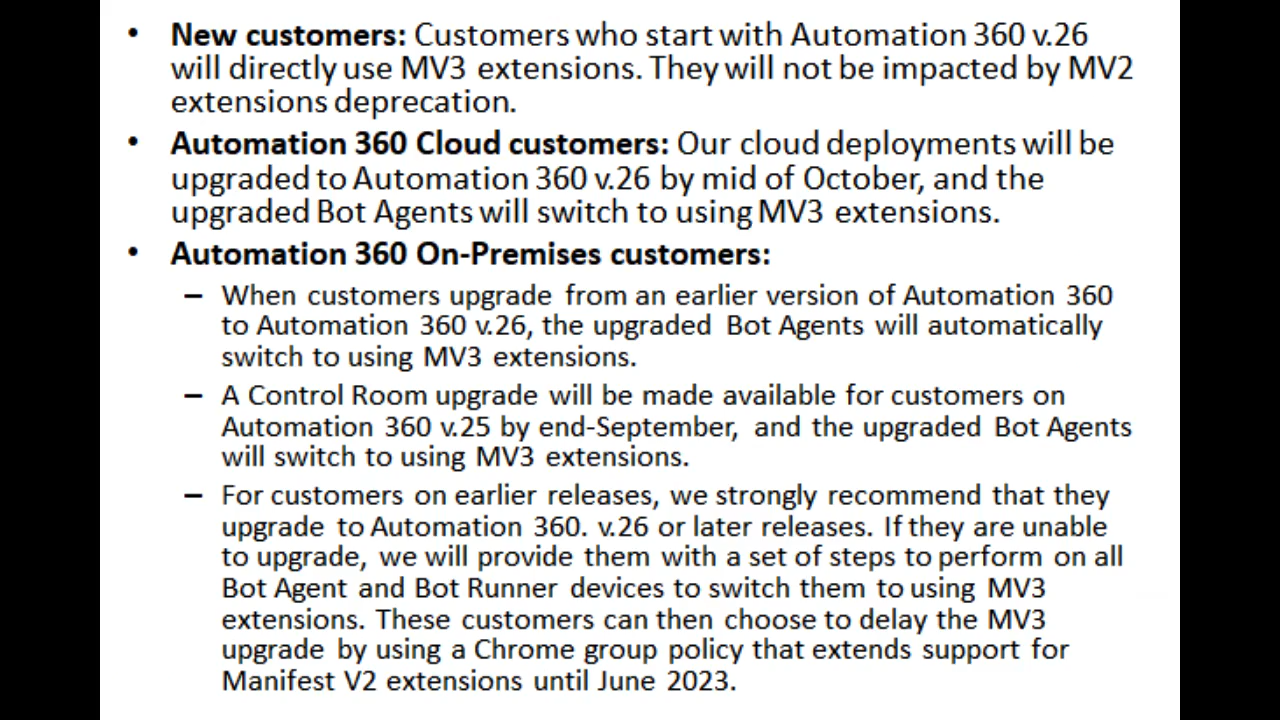 • New customers: Customers who start with Automation 360 v.26
will directly use MV3 extensions. They will not be impacted by MV2
extensions deprecation.
• Automation 360 Cloud customers: Our cloud deployments will be
upgraded to Automation 360 v.26 by mid of October, and the
upgraded Bot Agents will switch to using MV3 extensions.
• Automation 360 On-Premises customers:
– When customers upgrade from an earlier version of Automation 360
to Automation 360 v.26, the upgraded Bot Agents will automatically
switch to using MV3 extensions.
– A Control Room upgrade will be made available for customers on
Automation 360 v.25 by end-September, and the upgraded Bot Agents
will switch to using MV3 extensions.
– For customers on earlier releases, we strongly recommend that they
upgrade to Automation 360. v.26 or later releases. If they are unable
to upgrade, we will provide them with a set of steps to perform on all
Bot Agent and Bot Runner devices to switch them to using MV3
extensions. These customers can then choose to delay the MV3
upgrade by using a Chrome group policy that extends support for
Manifest V2 extensions until June 2023.